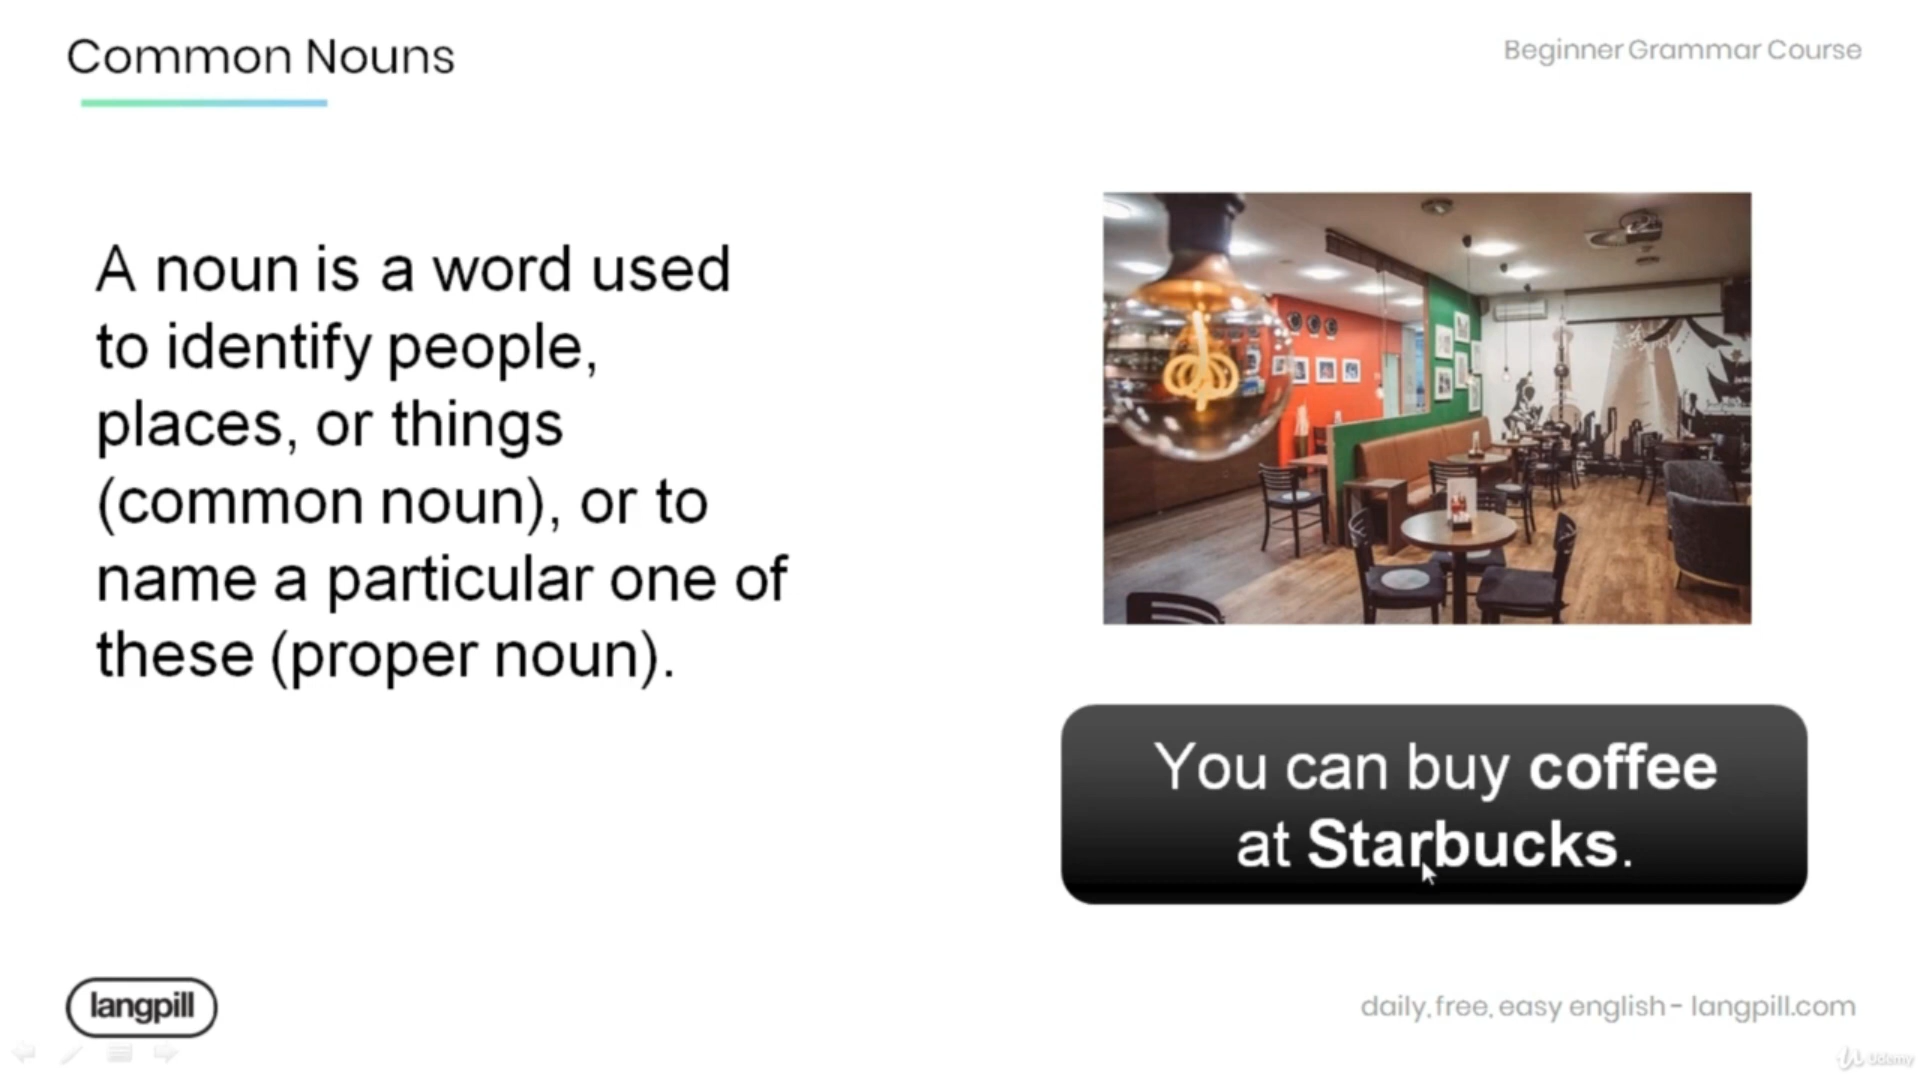 Common Nouns
Beginner Grammar Course
A noun is a word used
to identify people,
places, or things
(common noun), or to
name a particular one of
these (proper noun).
You can buy coffee
at Starbucks.
langpill
daily, free, easy english - langpill.com
Udemy